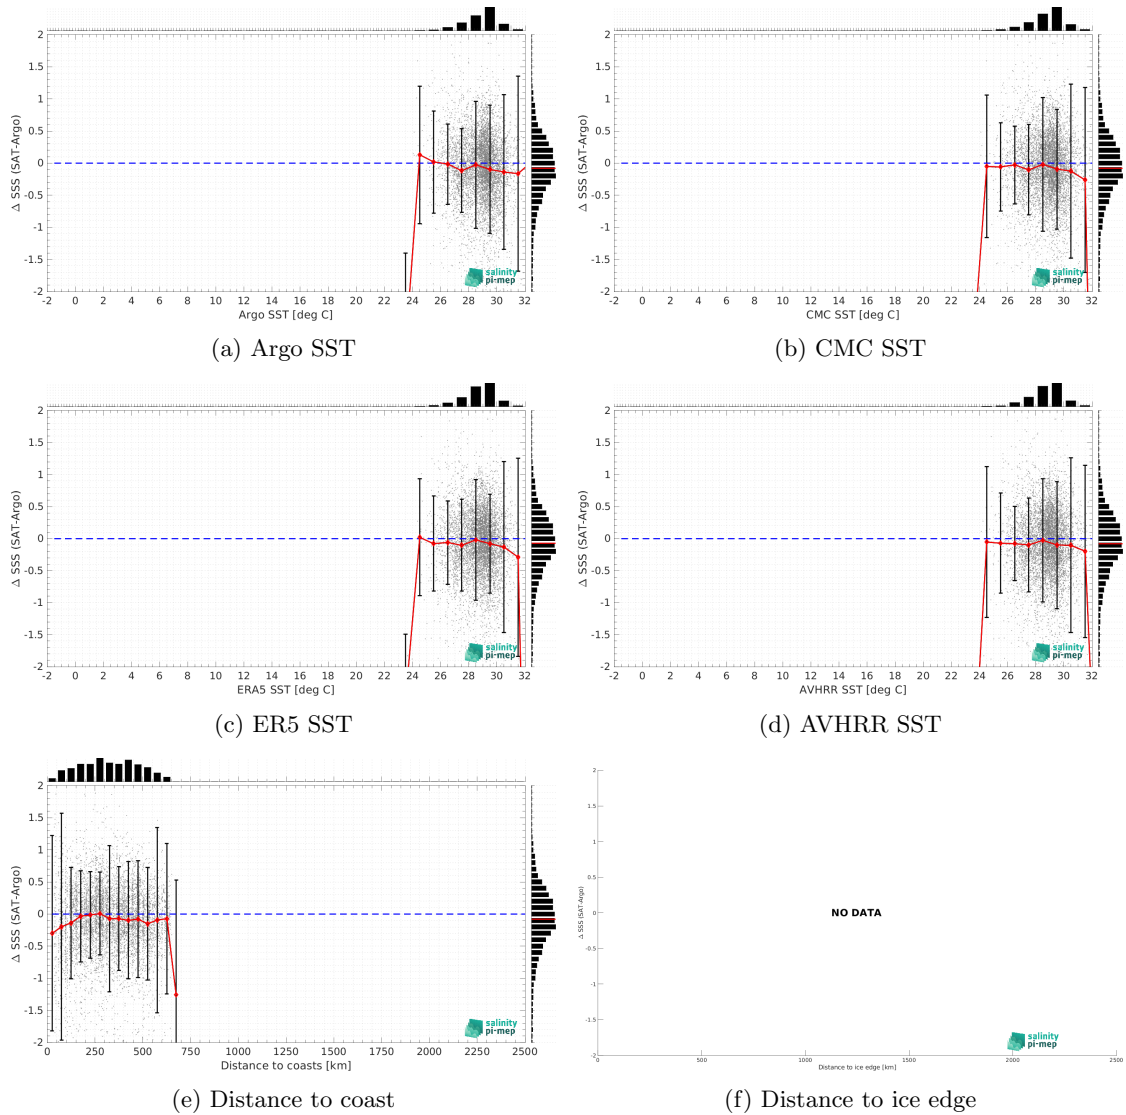 2
1.5
1
0.5
0
-0.5
-1
-1.5
-2
Δ SSS (SAT-Argo)
-2 0 2 4 6 8 10 12 14 16 18 20 22 24 26 28 30 32
Argo SST [deg C]
salinity
pi-mep
(a) Argo SST
2
1.5
1
0.5
0
-0.5
-1
-1.5
-2
Δ SSS (SAT-Argo)
-2 0 2 4 6 8 10 12 14 16 18 20 22 24 26 28 30 32
CMC SST [deg C]
salinity
pi-mep
(b) CMC SST
2
1.5
1
0.5
0
-0.5
-1
-1.5
-2
Δ SSS (SAT-Argo)
-2 0 2 4 6 8 10 12 14 16 18 20 22 24 26 28 30 32
ERA5 SST [deg C]
salinity
pi-mep
(c) ER5 SST
2
1.5
1
0.5
0
-0.5
-1
-1.5
-2
Δ SSS (SAT-Argo)
-2 0 2 4 6 8 10 12 14 16 18 20 22 24 26 28 30 32
AVHRR SST [deg C]
salinity
pi-mep
(d) AVHRR SST
2
1.5
1
0.5
0
-0.5
-1
-1.5
-2
Δ SSS (SAT-Argo)
0 250 500 750 1000 1250 1500 1750 2000 2250 2500
Distance to coasts [km]
salinity
pi-mep
(e) Distance to coast
2
1.5
1
0.5
0
-0.5
-1
-1.5
-2
Δ SSS (SAT-Argo)
NO DATA
0 500 1000 1500 2000 2500
Distance to ice edge [km]
salinity
pi-mep
(f) Distance to ice edge